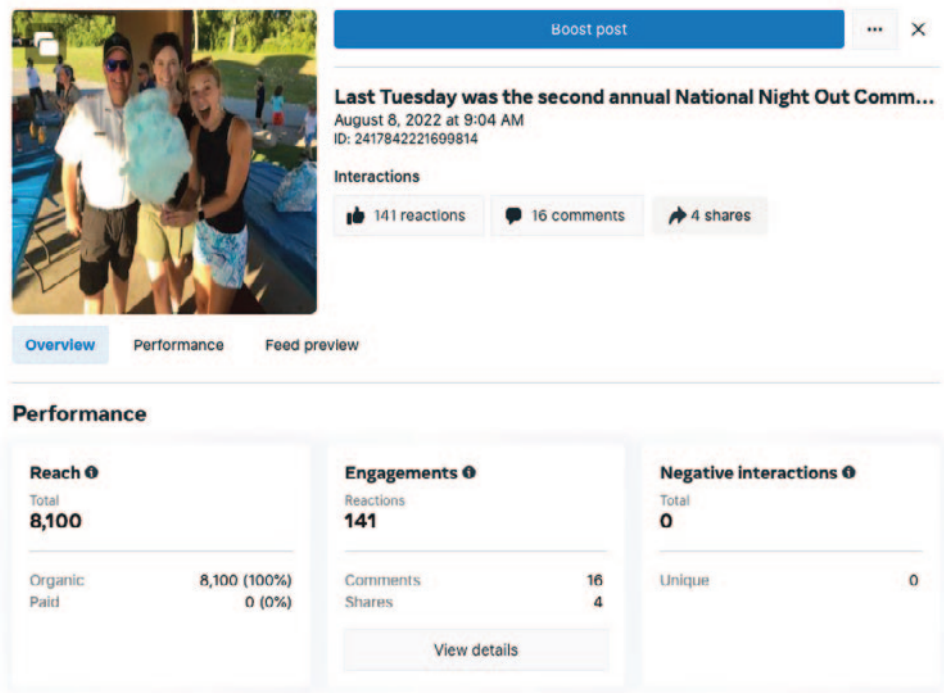 Boost post
Last Tuesday was the second annual National Night Out Comm...
August 8, 2022 at 9:04 AM
ID: 2417842221699814
Interactions
141 reactions 16 comments 4 shares
Overview Performance Feed preview
Performance
Reach Engagements Negative interactions
Total Reactions Total
8,100 141 0
Organic 8,100 (100%) Comments 16 Unique 0
Paid 0 (0%) Shares 4
View details